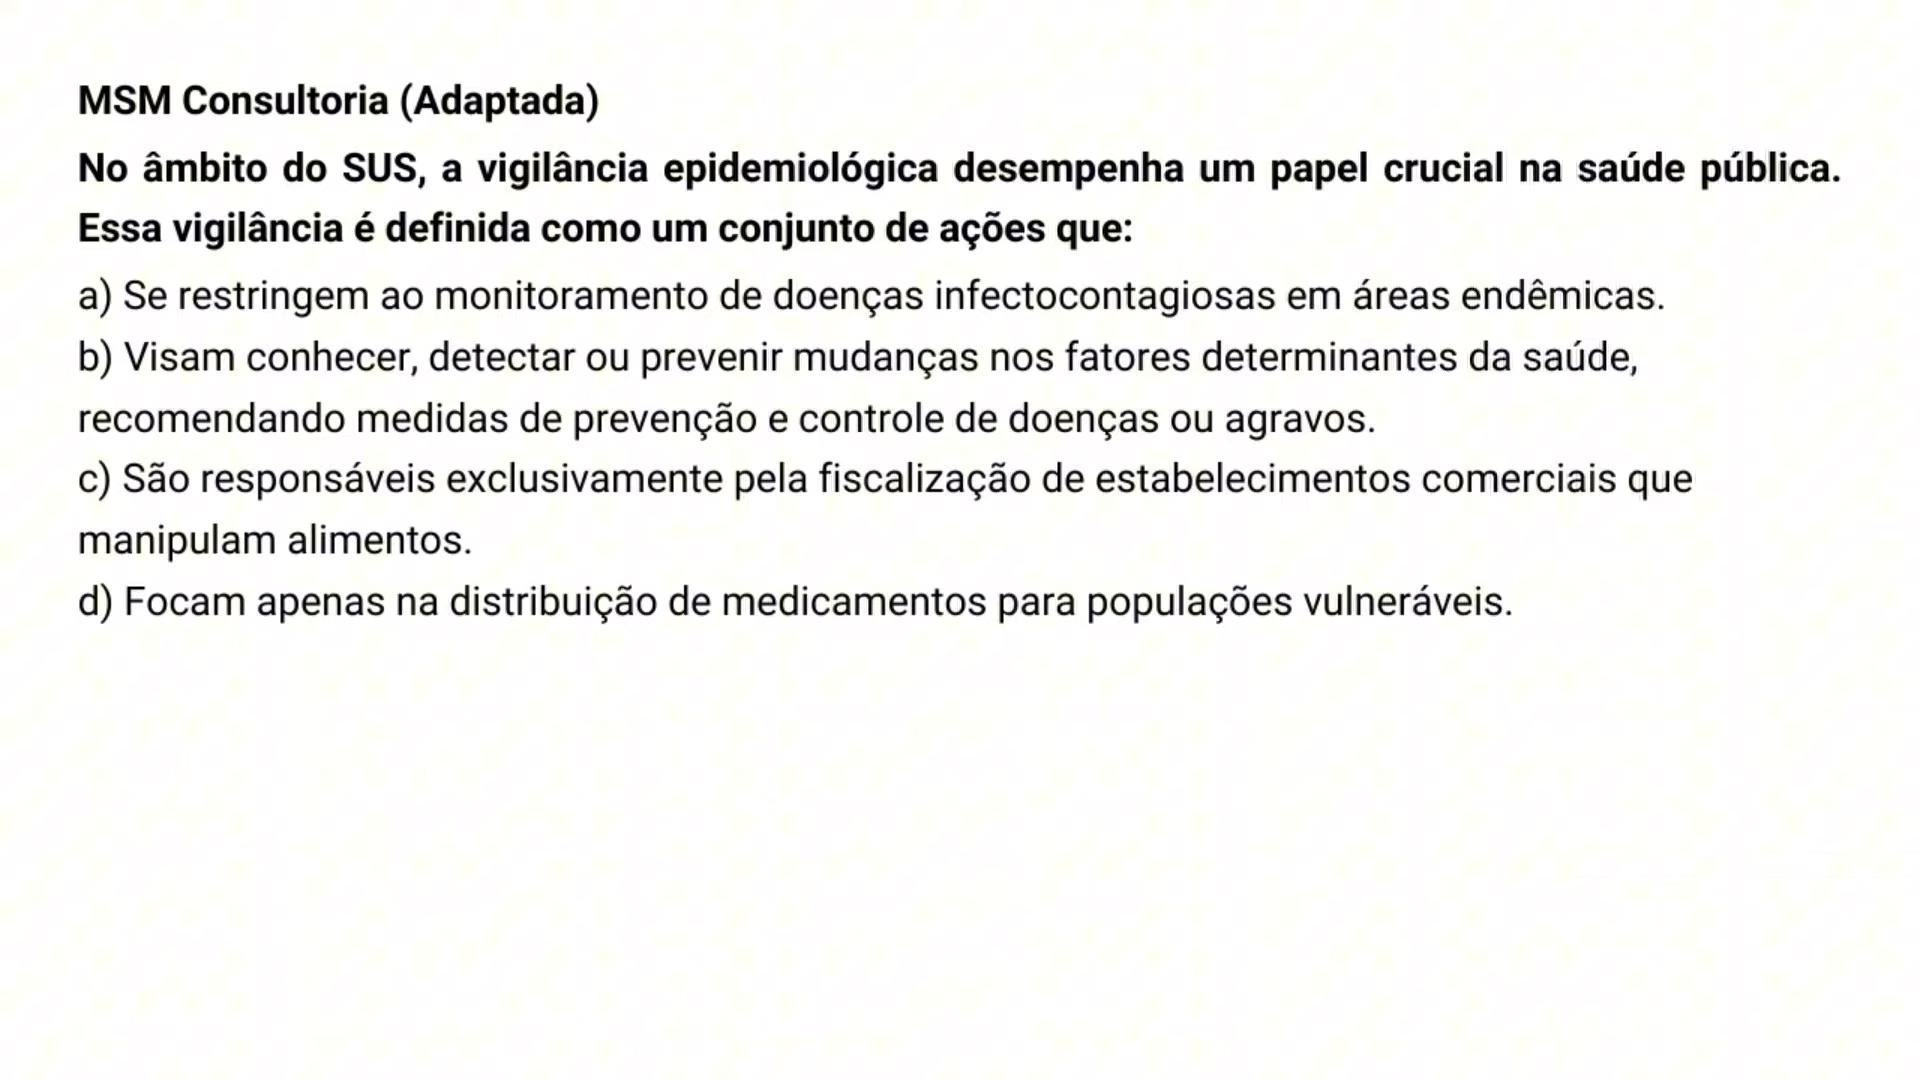 MSM Consultoria (Adaptada)
No âmbito do SUS, a vigilância epidemiológica desempenha um papel crucial na saúde pública.
Essa vigilância é definida como um conjunto de ações que:
a) Se restringem ao monitoramento de doenças infectocontagiosas em áreas endêmicas.
b) Visam conhecer, detectar ou prevenir mudanças nos fatores determinantes da saúde,
recomendando medidas de prevenção e controle de doenças ou agravos.
c) São responsáveis exclusivamente pela fiscalização de estabelecimentos comerciais que
manipulam alimentos.
d) Focam apenas na distribuição de medicamentos para populações vulneráveis.